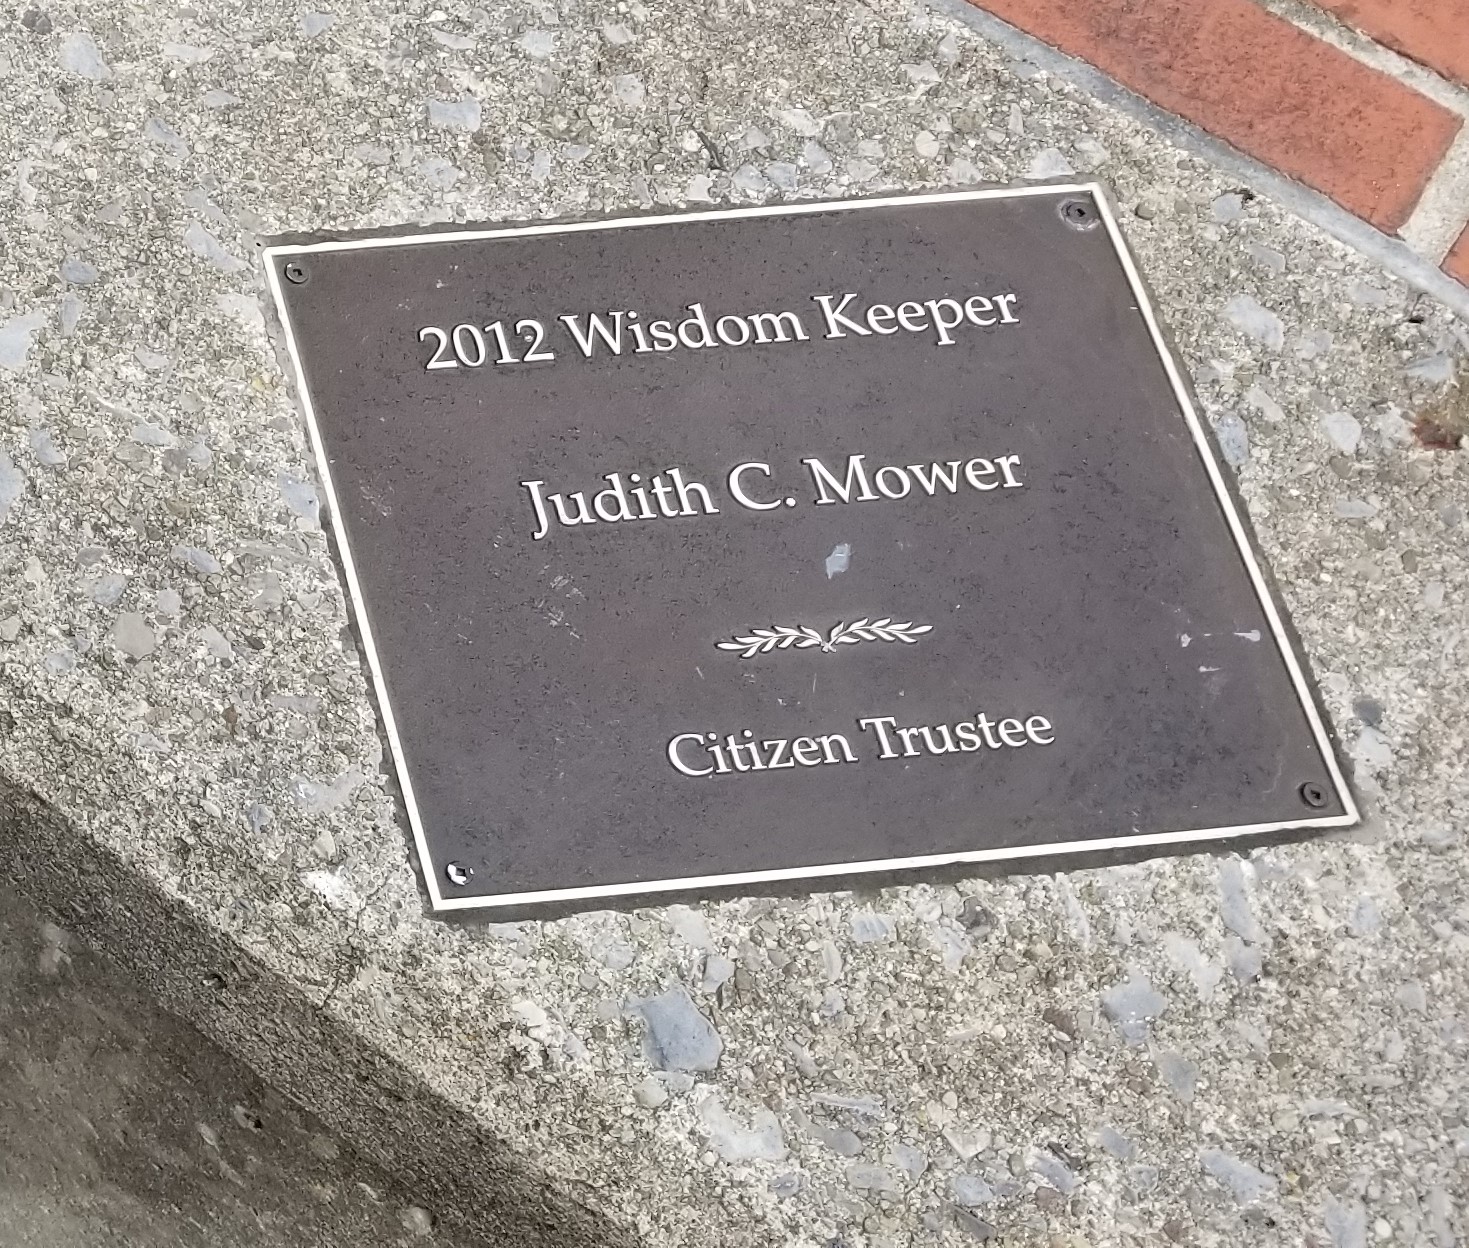 2012 Wisdom Keeper
Judith C. Mower
Citizen Trustee